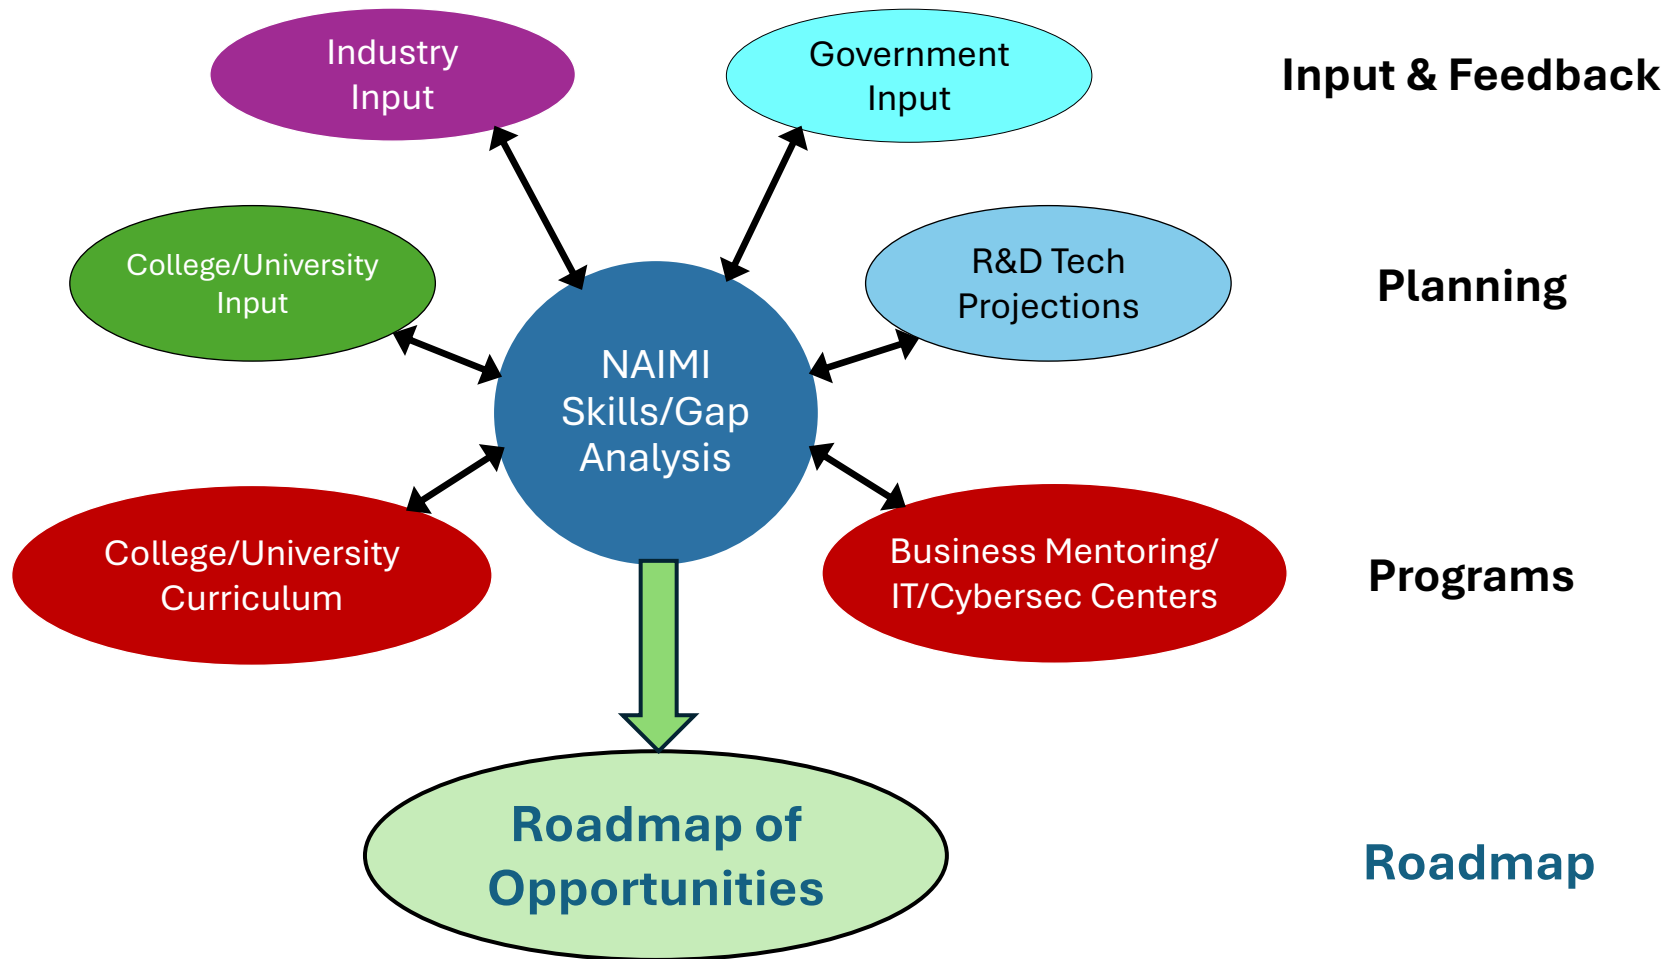 Industry
Input
Government
Input
Input & Feedback
College/University
Input
R&D Tech
Projections
Planning
NAIMI
Skills/Gap
Analysis
College/University
Curriculum
Business Mentoring/
IT/Cybersec Centers
Programs
Roadmap of
Opportunities
Roadmap